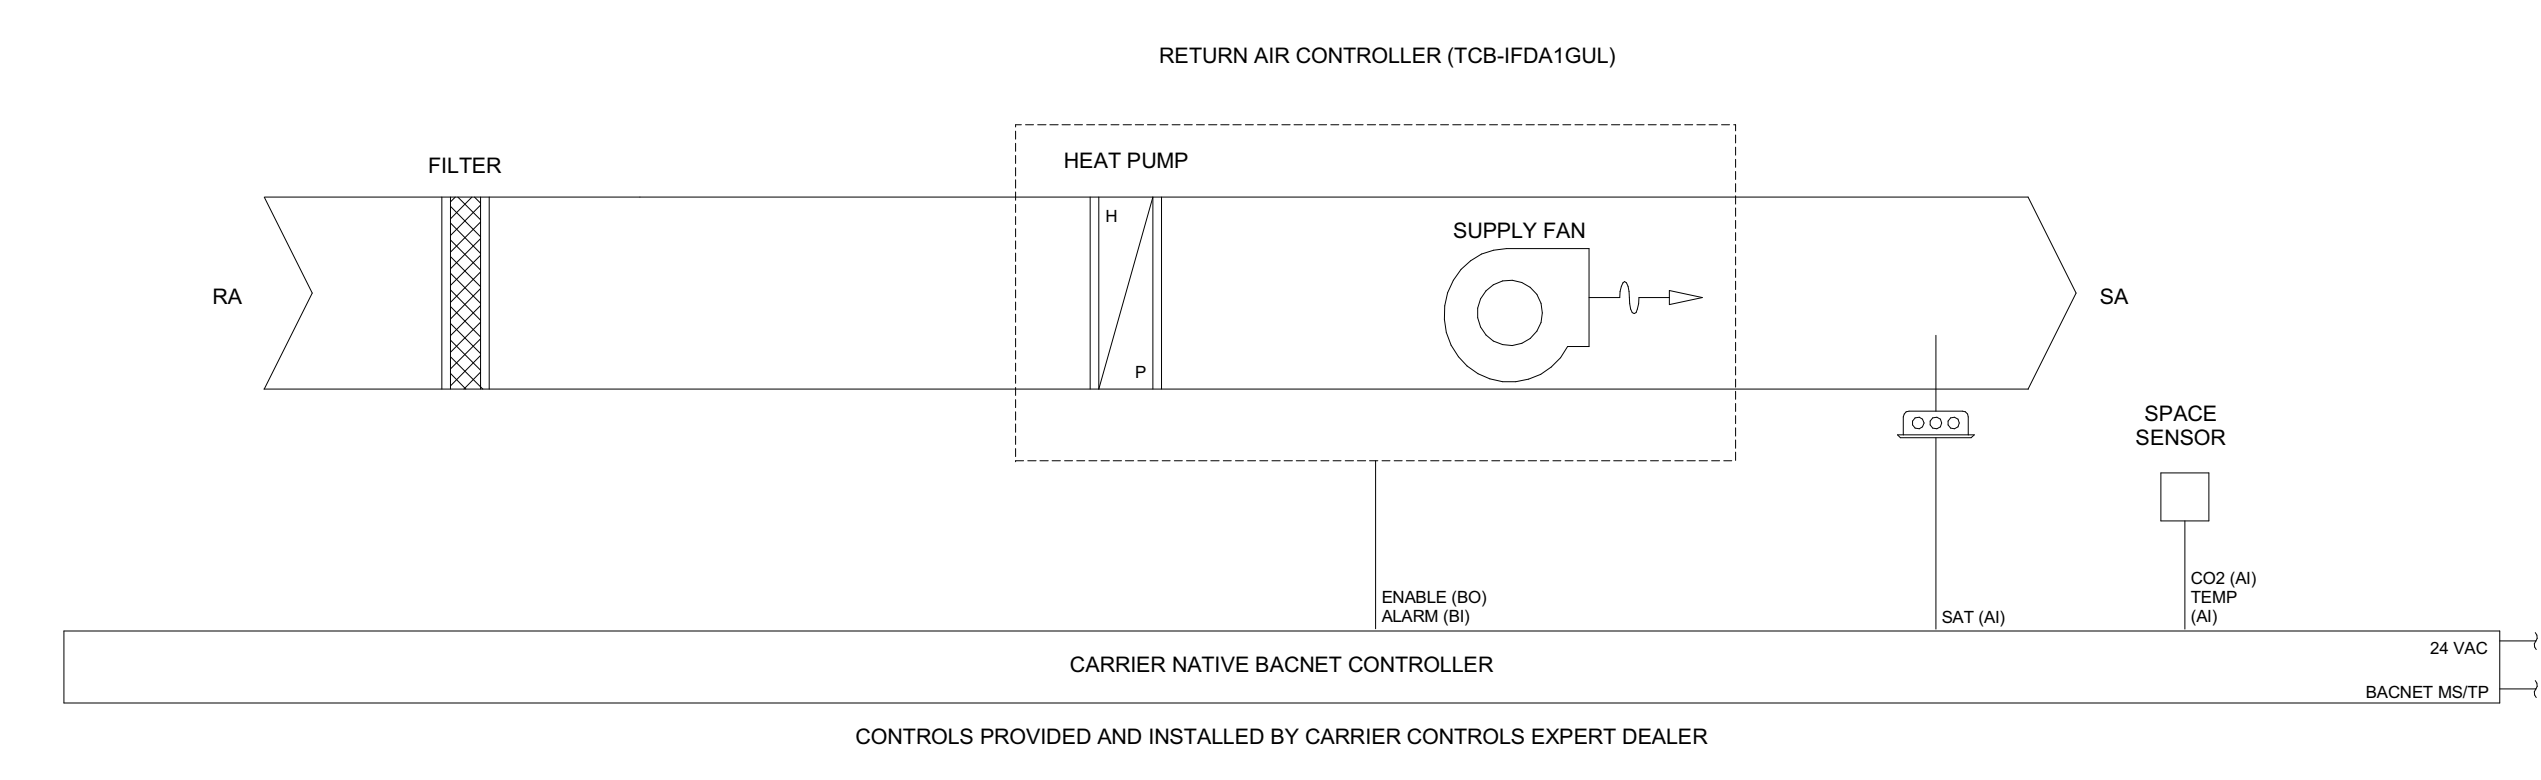 RETURN AIR CONTROLLER (TCB-IFDA1GUL)
HEAT PUMP
FILTER
H
SUPPLY FAN
RA
SA
P
SPACE
SENSOR
CO2 (AI)
TEMP
(AI)
ENABLE (BO)
ALARM (BI)
SAT (AI)
24 VAC
CARRIER NATIVE BACNET CONTROLLER
BACNET MS/TP
CONTROLS PROVIDED AND INSTALLED BY CARRIER CONTROLS EXPERT DEALER